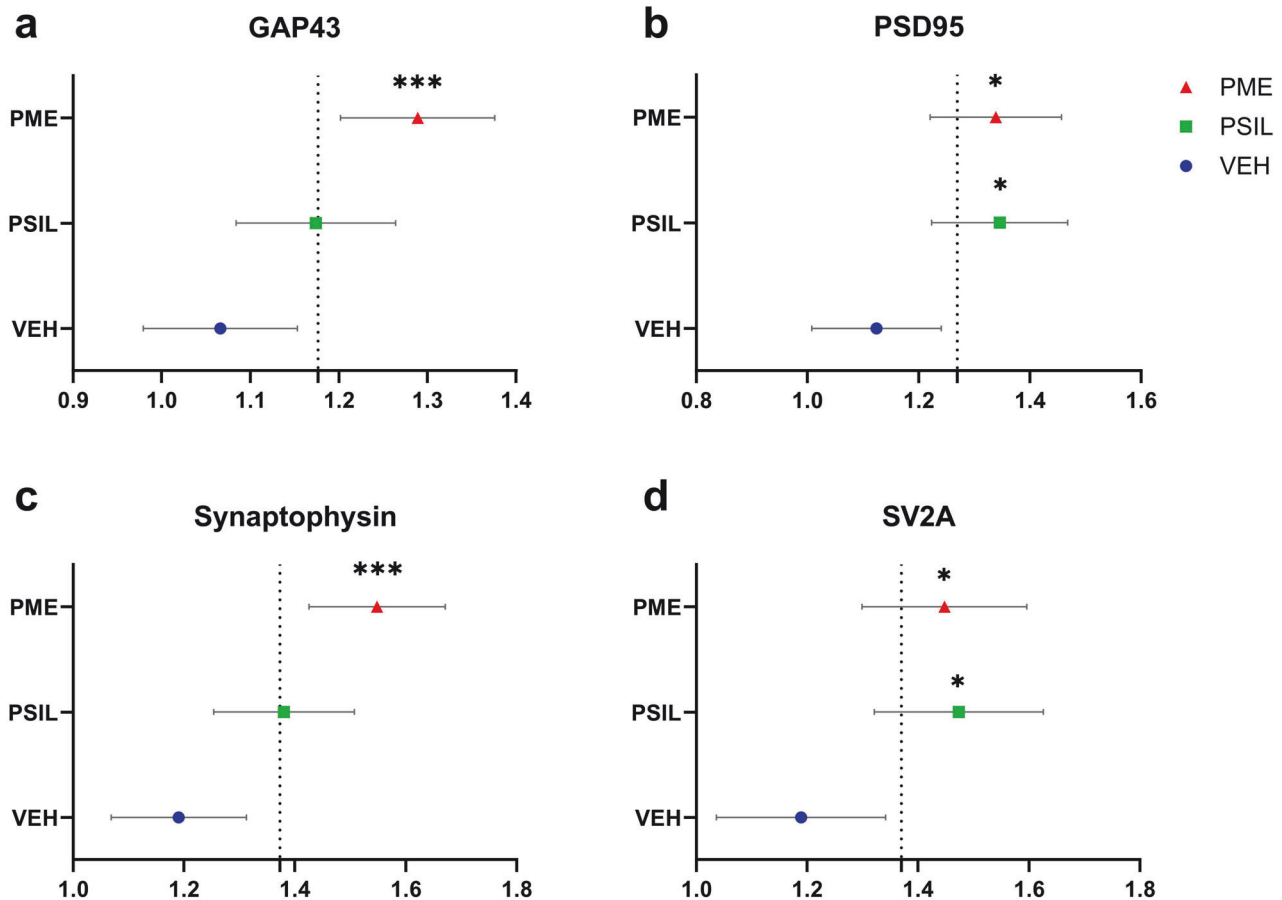 a
GAP43
***
PME
PSIL
VEH
0.9 1.0 1.1 1.2 1.3 1.4
b
PSD95
*
PME
*
PSIL
VEH
0.8 1.0 1.2 1.4 1.6
PME
PSIL
VEH
c
Synaptophysin
***
PME
PSIL
VEH
1.0 1.2 1.4 1.6 1.8
d
SV2A
*
PME
*
PSIL
VEH
1.0 1.2 1.4 1.6 1.8